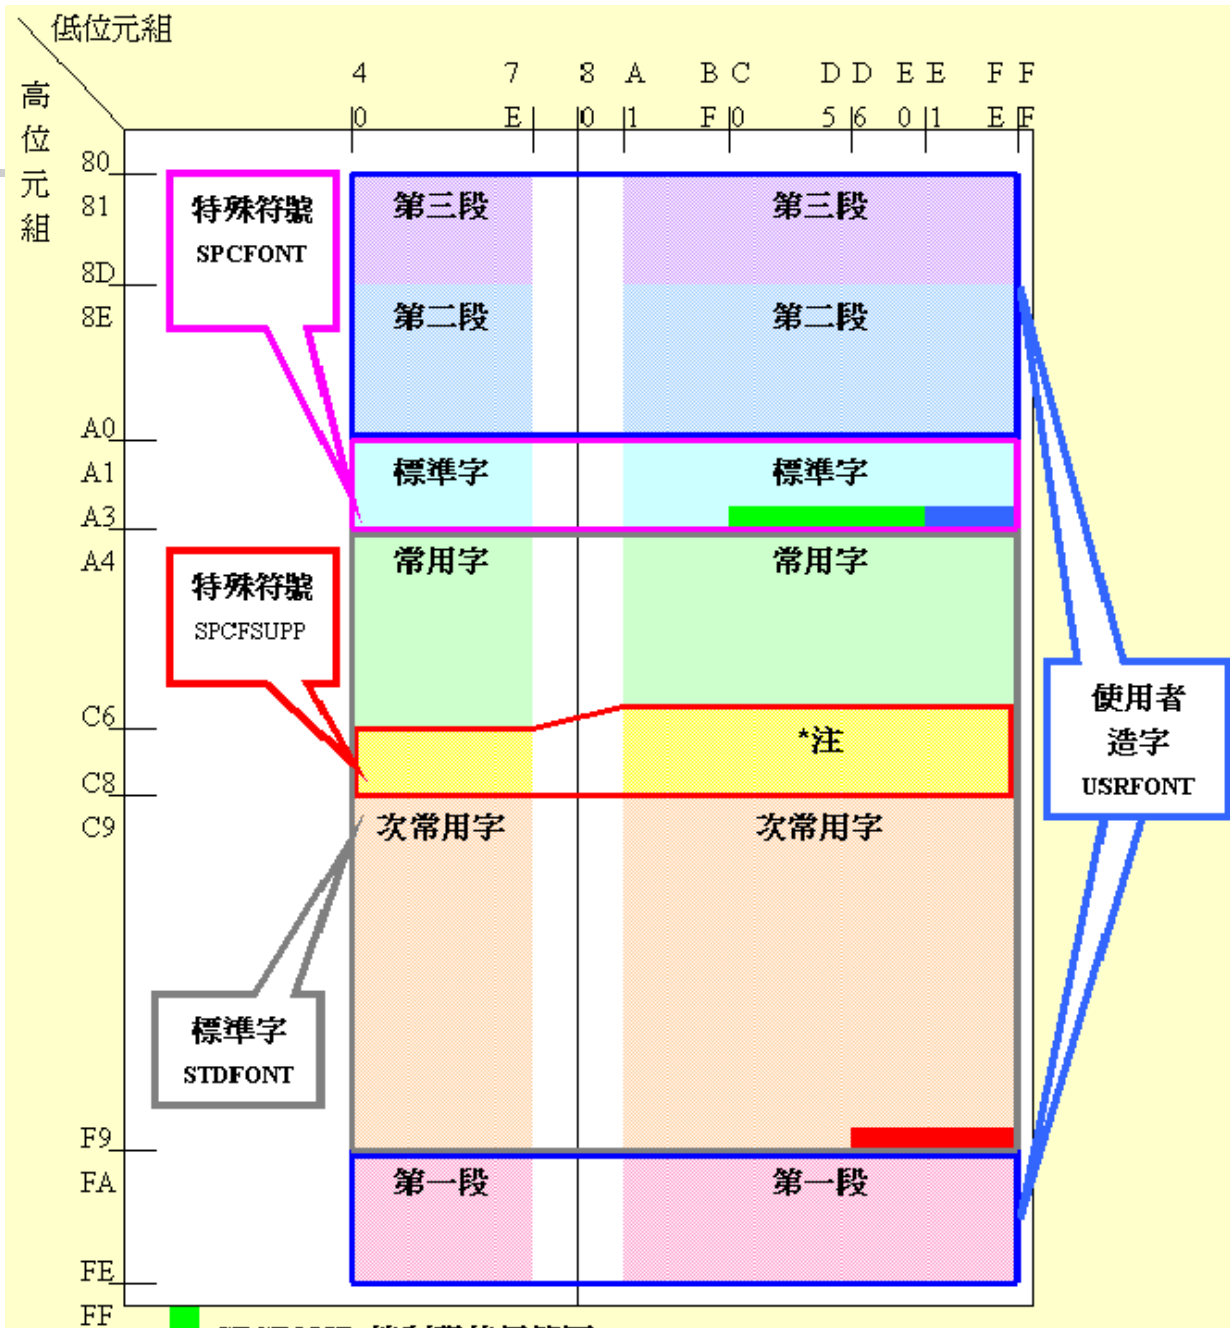 低位元組
高位元組
4 7 8 A B C D D E E F F
0 E 0 1 F 0 5 6 0 1 E F
80
81
8D
8E
A0
A1
A3
A4
C6
C8
C9
F9
FA
FE
FF
特殊符號
SPCFONT
第三段 第三段
第二段 第二段
標準字 標準字
常用字 常用字
特殊符號
SPCFSUPP
*注
使用者
造字
USRFONT
次常用字 次常用字
標準字
STDFONT
第一段 第一段